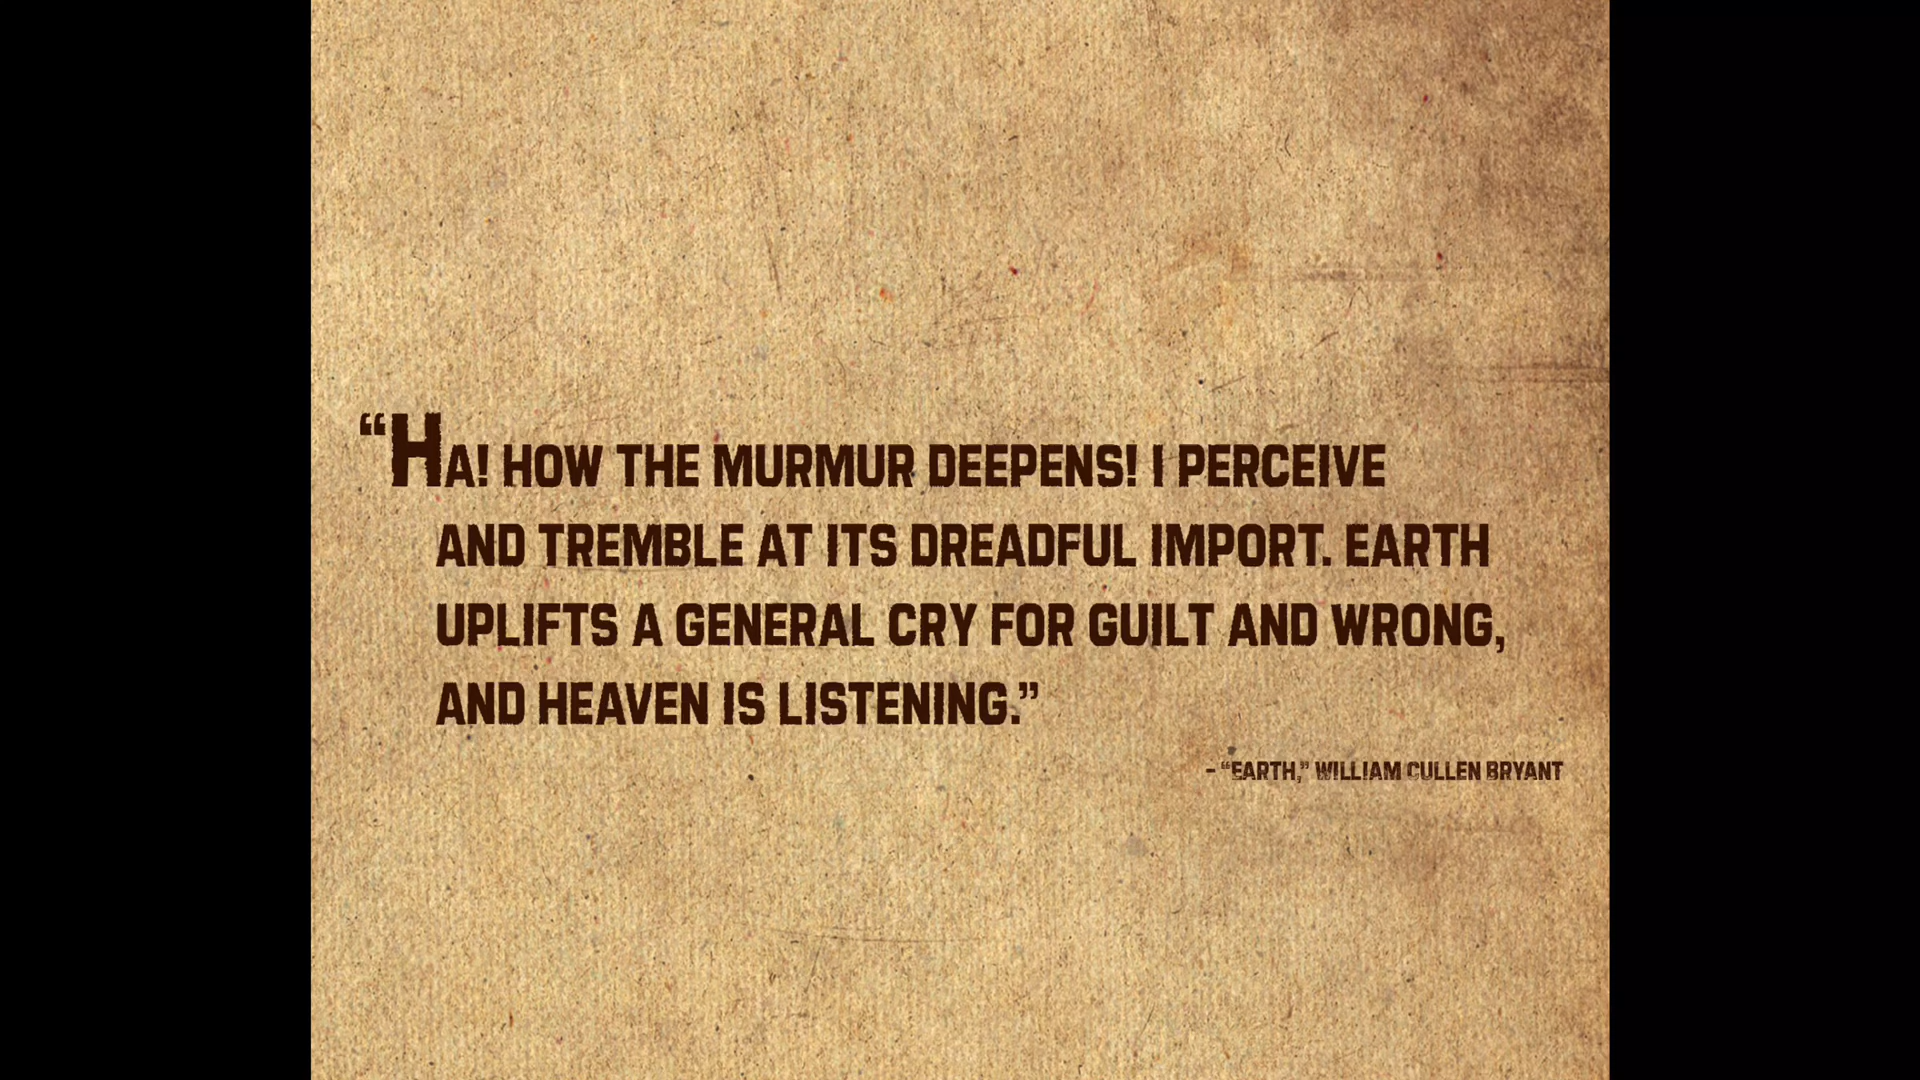 “HA! HOW THE MURMUR DEEPENS! I PERCEIVE
AND TREMBLE AT ITS DREADFUL IMPORT. EARTH
UPLIFTS A GENERAL CRY FOR GUILT AND WRONG,
AND HEAVEN IS LISTENING.”
- “EARTH,” WILLIAM CULLEN BRYANT